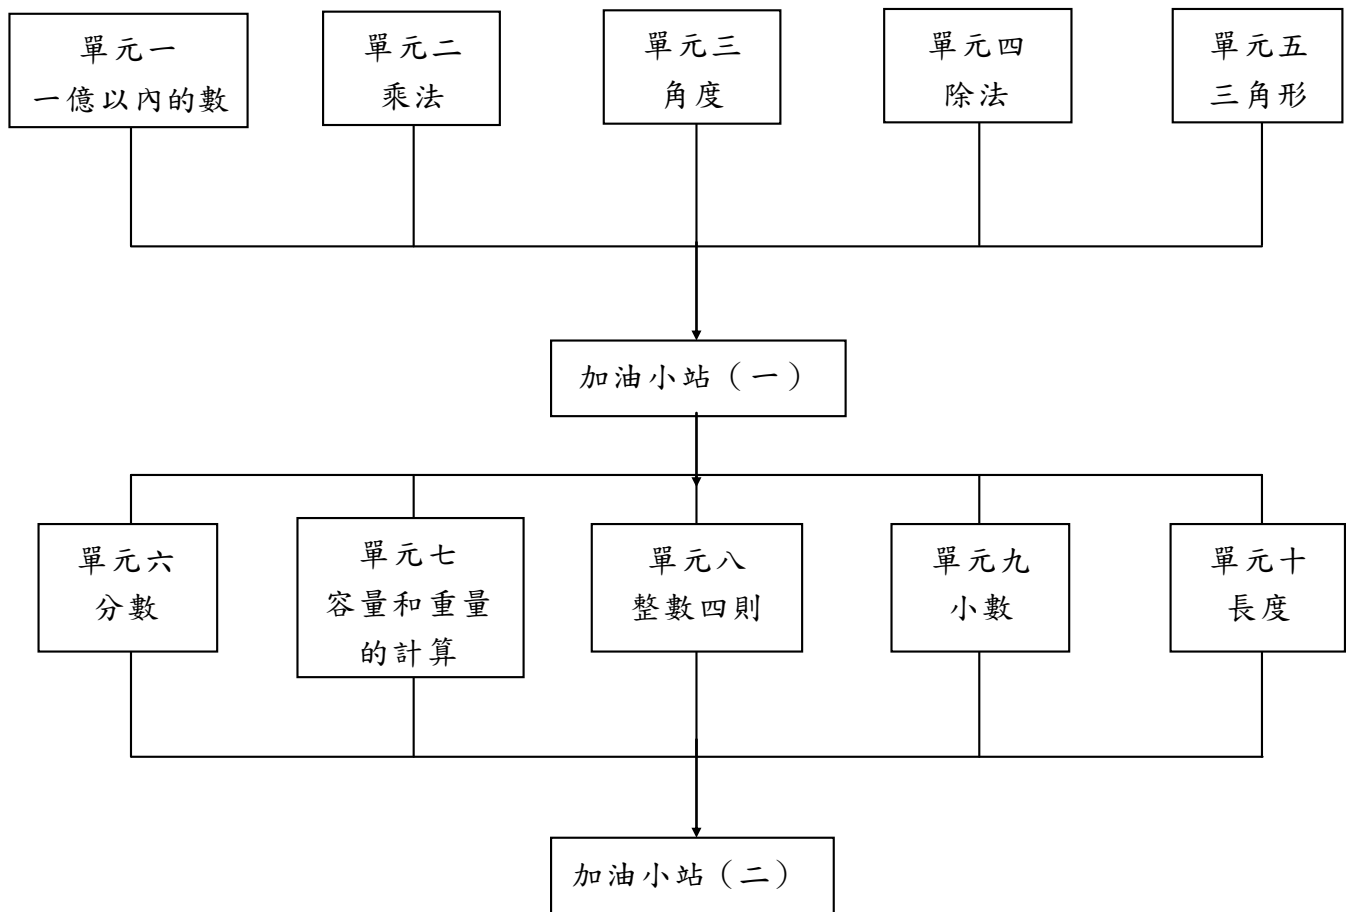 單元一
一億以內的數
單元二
乘法
單元三
角度
單元四
除法
單元五
三角形
加油小站（一）
單元六
分數
單元七
容量和重量
的計算
單元八
整數四則
單元九
小數
單元十
長度
加油小站（二）